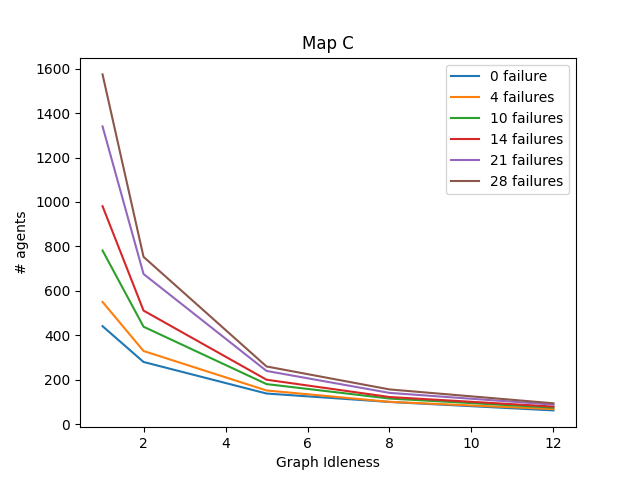 Map C
1600
1400
1200
1000
800
600
400
200
0
# agents
2
4
6
8
10
12
Graph Idleness
0 failure
4 failures
10 failures
14 failures
21 failures
28 failures